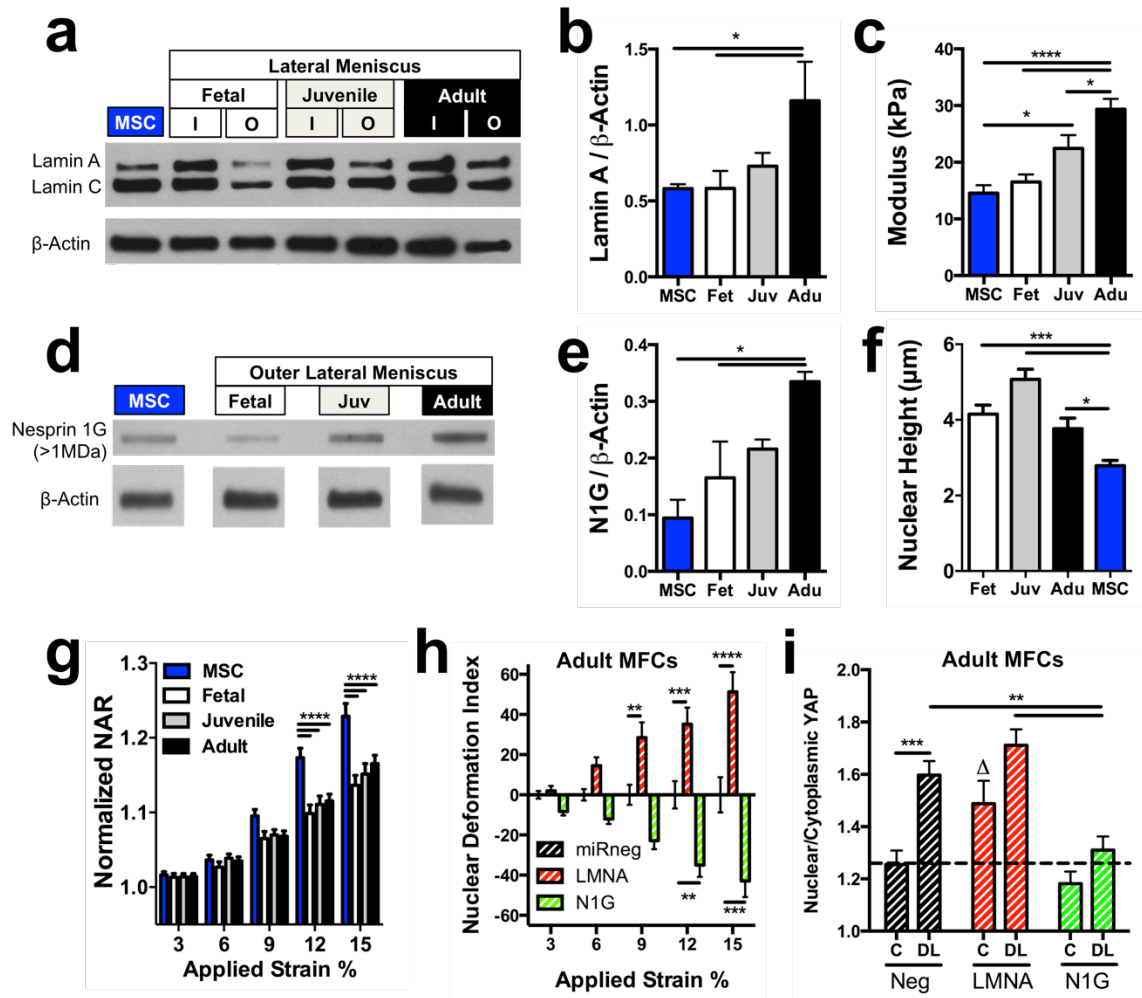 a
Lateral Meniscus
Fetal Juvenile Adult
MSC I O I O I O
Lamin A
Lamin C
β-Actin
b
Lamin A / β-Actin
1.5
1.0
0.5
0.0
*
MSC Fet Juv Adu
c
Modulus (kPa)
40
30
20
10
0
****
*
*
MSC Fet Juv Adu
d
Outer Lateral Meniscus
MSC Fetal Juv Adult
Nesprin 1G
(>1MDa)
β-Actin
e
N1G / β-Actin
0.4
0.3
0.2
0.1
0.0
*
MSC Fet Juv Adu
f
Nuclear Height (μm)
6
4
2
0
***
*
Fet Juv Adu MSC
g
Normalized NAR
1.3
1.2
1.1
1.0
MSC
Fetal
Juvenile
Adult
****
****
3 6 9 12 15
Applied Strain %
h
Adult MFCs
Nuclear Deformation Index
60
40
20
0
-20
-40
-60
**
***
****
**
***
miRneg
LMNA
N1G
3 6 9 12 15
Applied Strain %
i
Adult MFCs
Nuclear/Cytoplasmic YAP
2.0
1.8
1.6
1.4
1.2
1.0
**
***
Δ
C DL C DL C DL
Neg LMNA N1G